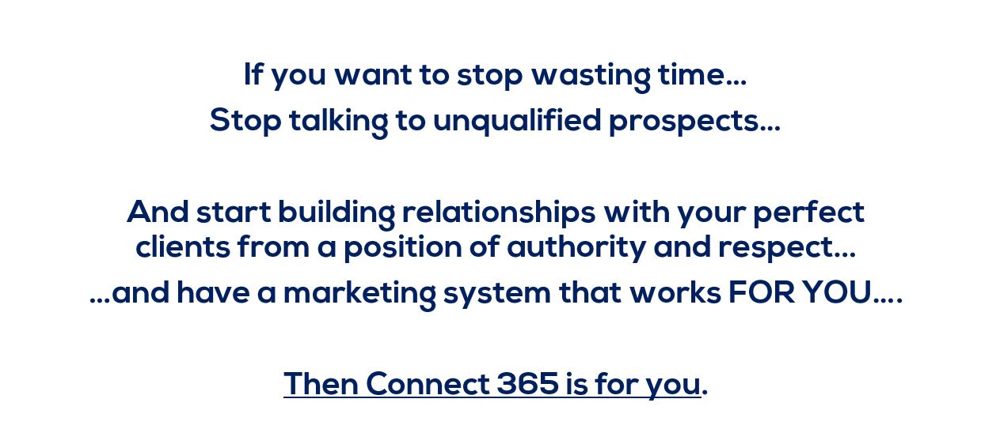 If you want to stop wasting time...
Stop talking to unqualified prospects...
And start building relationships with your perfect
clients from a position of authority and respect...
...and have a marketing system that works FOR YOU....
Then Connect 365 is for you.